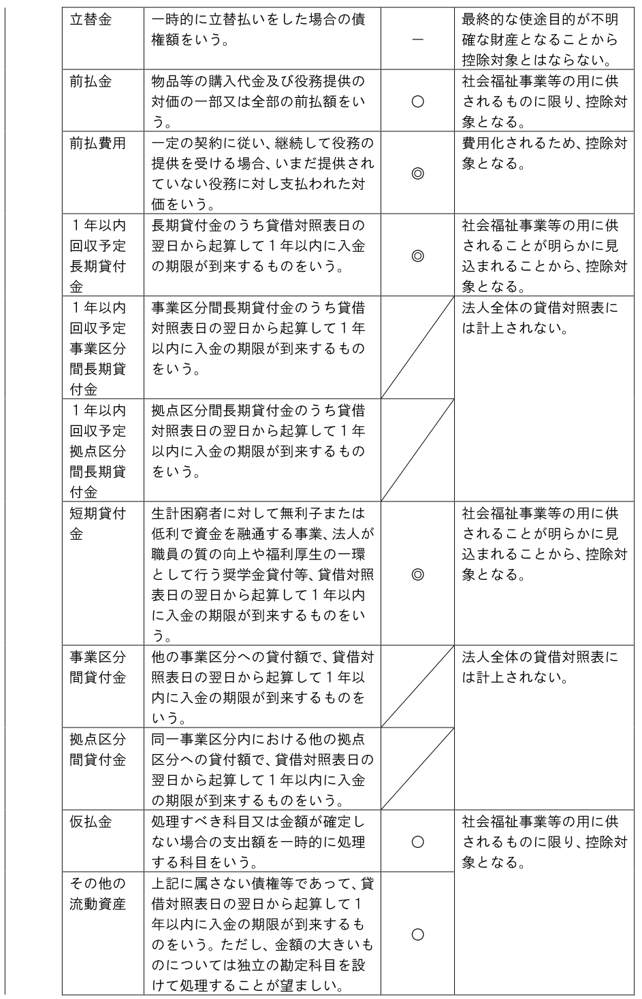 立替金
一時的に立替払いをした場合の債
権額をいう。
－
最終的な使途目的が不明
確な財産となることから
控除対象とはならない。
前払金
物品等の購入代金及び役務提供の
対価の一部又は全部の前払額をい
う。
〇
社会福祉事業等の用に供
されるものに限り、控除対
象となる。
前払費用
一定の契約に従い、継続して役務の
提供を受ける場合、いまだ提供され
ていない役務に対し支払われた対
価をいう。
◎
費用化されるため、控除対
象となる。
１年以内
回収予定
長期貸付
金
長期貸付金のうち貸借対照表日の
翌日から起算して１年以内に入金
の期限が到来するものをいう。
◎
社会福祉事業等の用に供
されることが明らかに見
込まれることから、控除対
象となる。
１年以内
回収予定
事業区分
間長期貸
付金
事業区分間長期貸付金のうち貸借
対照表日の翌日から起算して１年
以内に入金の期限が到来するもの
をいう。
法人全体の貸借対照表に
は計上されない。
１年以内
回収予定
拠点区分
間長期貸
付金
拠点区分間長期貸付金のうち貸借
対照表日の翌日から起算して１年
以内に入金の期限が到来するもの
をいう。
短期貸付
金
生計困窮者に対して無利子または
低利で資金を融通する事業、法人が
職員の質の向上や福利厚生の一環
として行う奨学金貸付等、貸借対照
表日の翌日から起算して１年以内
に入金の期限が到来するものをい
う。
◎
社会福祉事業等の用に供
されることが明らかに見
込まれることから、控除対
象となる。
事業区分
間貸付金
他の事業区分への貸付額で、貸借対
照表日の翌日から起算して１年以
内に入金の期限が到来するものを
いう。
法人全体の貸借対照表に
は計上されない。
拠点区分
間貸付金
同一事業区分内における他の拠点
区分への貸付額で、貸借対照表日の
翌日から起算して１年以内に入金
の期限が到来するものをいう。
仮払金
処理すべき科目又は金額が確定し
ない場合の支出額を一時的に処理
する科目をいう。
〇
社会福祉事業等の用に供
されるものに限り、控除対
象となる。
その他の
流動資産
上記に属さない債権等であって、貸
借対照表日の翌日から起算して１
年以内に入金の期限が到来するも
のをいう。ただし、金額の大きいも
のについては独立の勘定科目を設
けて処理することが望ましい。
〇